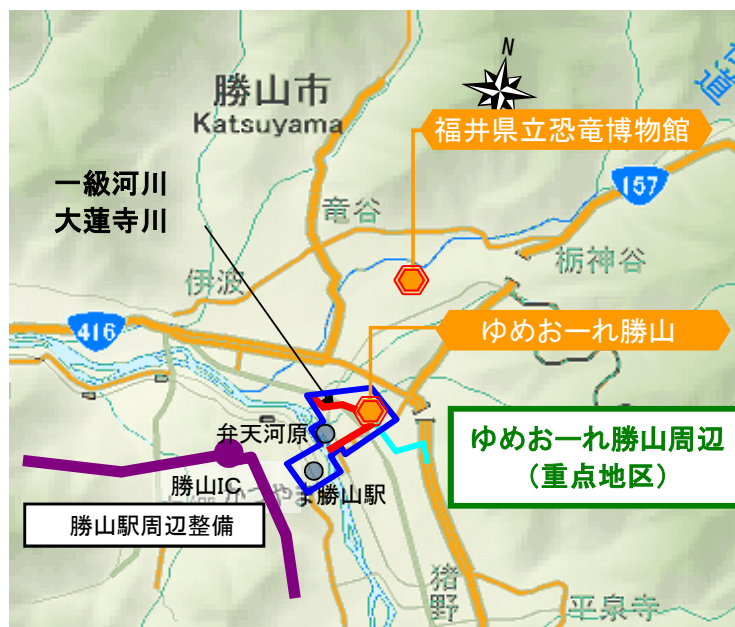 N
勝山市
Katsuyama
福井県立恐竜博物館
一級河川
大蓮寺川
157
竜谷
栃神谷
伊波
416
ゆめおーれ勝山
弁天河原
ゆめおーれ勝山周辺
（重点地区）
勝山IC
勝山駅
勝山駅周辺整備
猪野
平泉寺